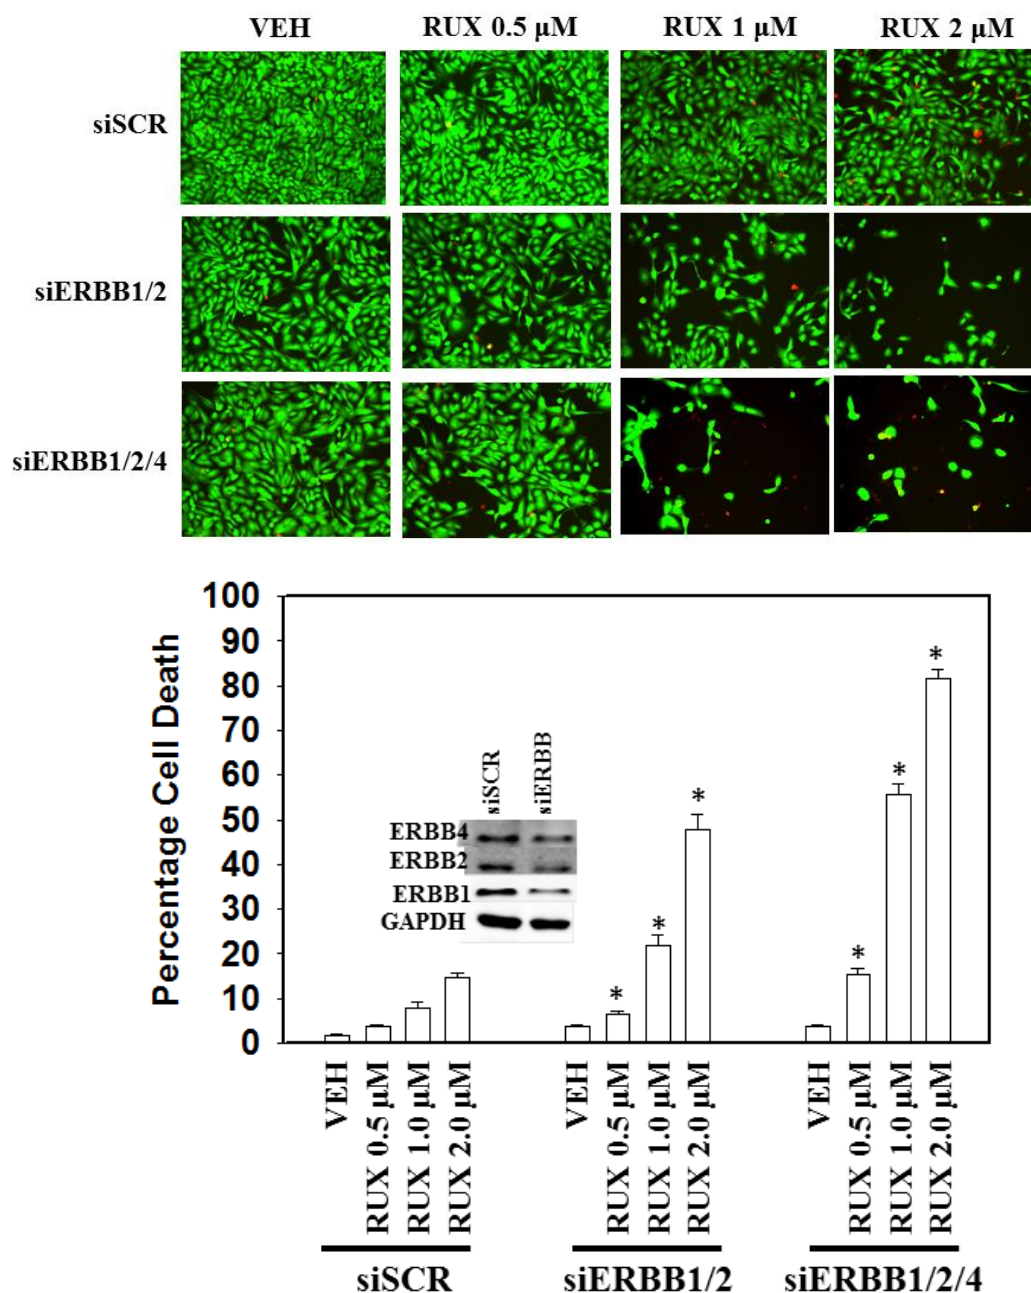 VEH RUX 0.5 µM RUX 1 µM RUX 2 µM
siSCR
siERBB1/2
siERBB1/2/4
Percentage Cell Death
100
90
80
70
60
50
40
30
20
10
0
siSCR siERBB
ERBB4
ERBB2
ERBB1
GAPDH
* * *
* * *
VEH RUX 0.5 µM RUX 1.0 µM RUX 2.0 µM
VEH RUX 0.5 µM RUX 1.0 µM RUX 2.0 µM
VEH RUX 0.5 µM RUX 1.0 µM RUX 2.0 µM
siSCR siERBB1/2 siERBB1/2/4